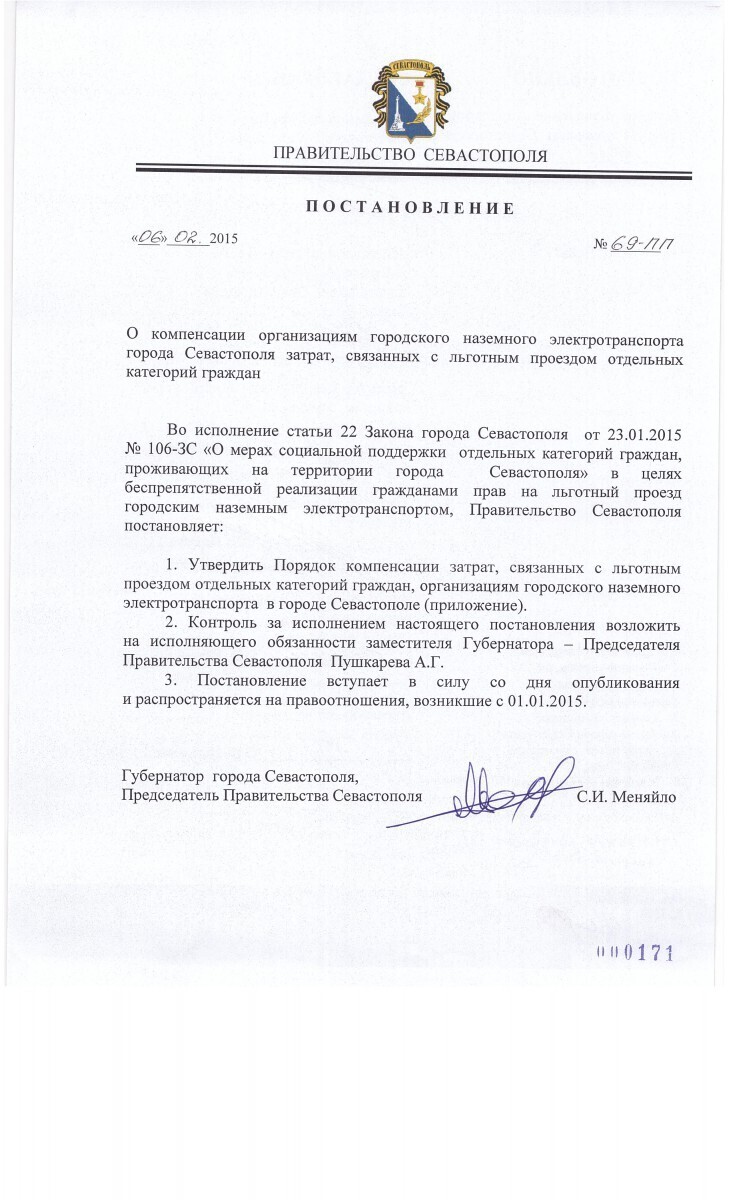 СЕВАСТОПОЛЬ
ПРАВИТЕЛЬСТВО СЕВАСТОПОЛЯ
ПОСТАНОВЛЕНИЕ
«06» 02. 2015 № 69-ПП
О компенсации организациям городского наземного электротранспорта
города Севастополя затрат, связанных с льготным проездом отдельных
категорий граждан
Во исполнение статьи 22 Закона города Севастополя от 23.01.2015
№ 106-ЗС «О мерах социальной поддержки отдельных категорий граждан,
проживающих на территории города Севастополя» в целях
беспрепятственной реализации гражданами прав на льготный проезд
городским наземным электротранспортом, Правительство Севастополя
постановляет:
1. Утвердить Порядок компенсации затрат, связанных с льготным
проездом отдельных категорий граждан, организациям городского наземного
электротранспорта в городе Севастополе (приложение).
2. Контроль за исполнением настоящего постановления возложить
на исполняющего обязанности заместителя Губернатора – Председателя
Правительства Севастополя Пушкарева А.Г.
3. Постановление вступает в силу со дня опубликования
и распространяется на правоотношения, возникшие с 01.01.2015.
Губернатор города Севастополя,
Председатель Правительства Севастополя С.И. Меняйло
000171